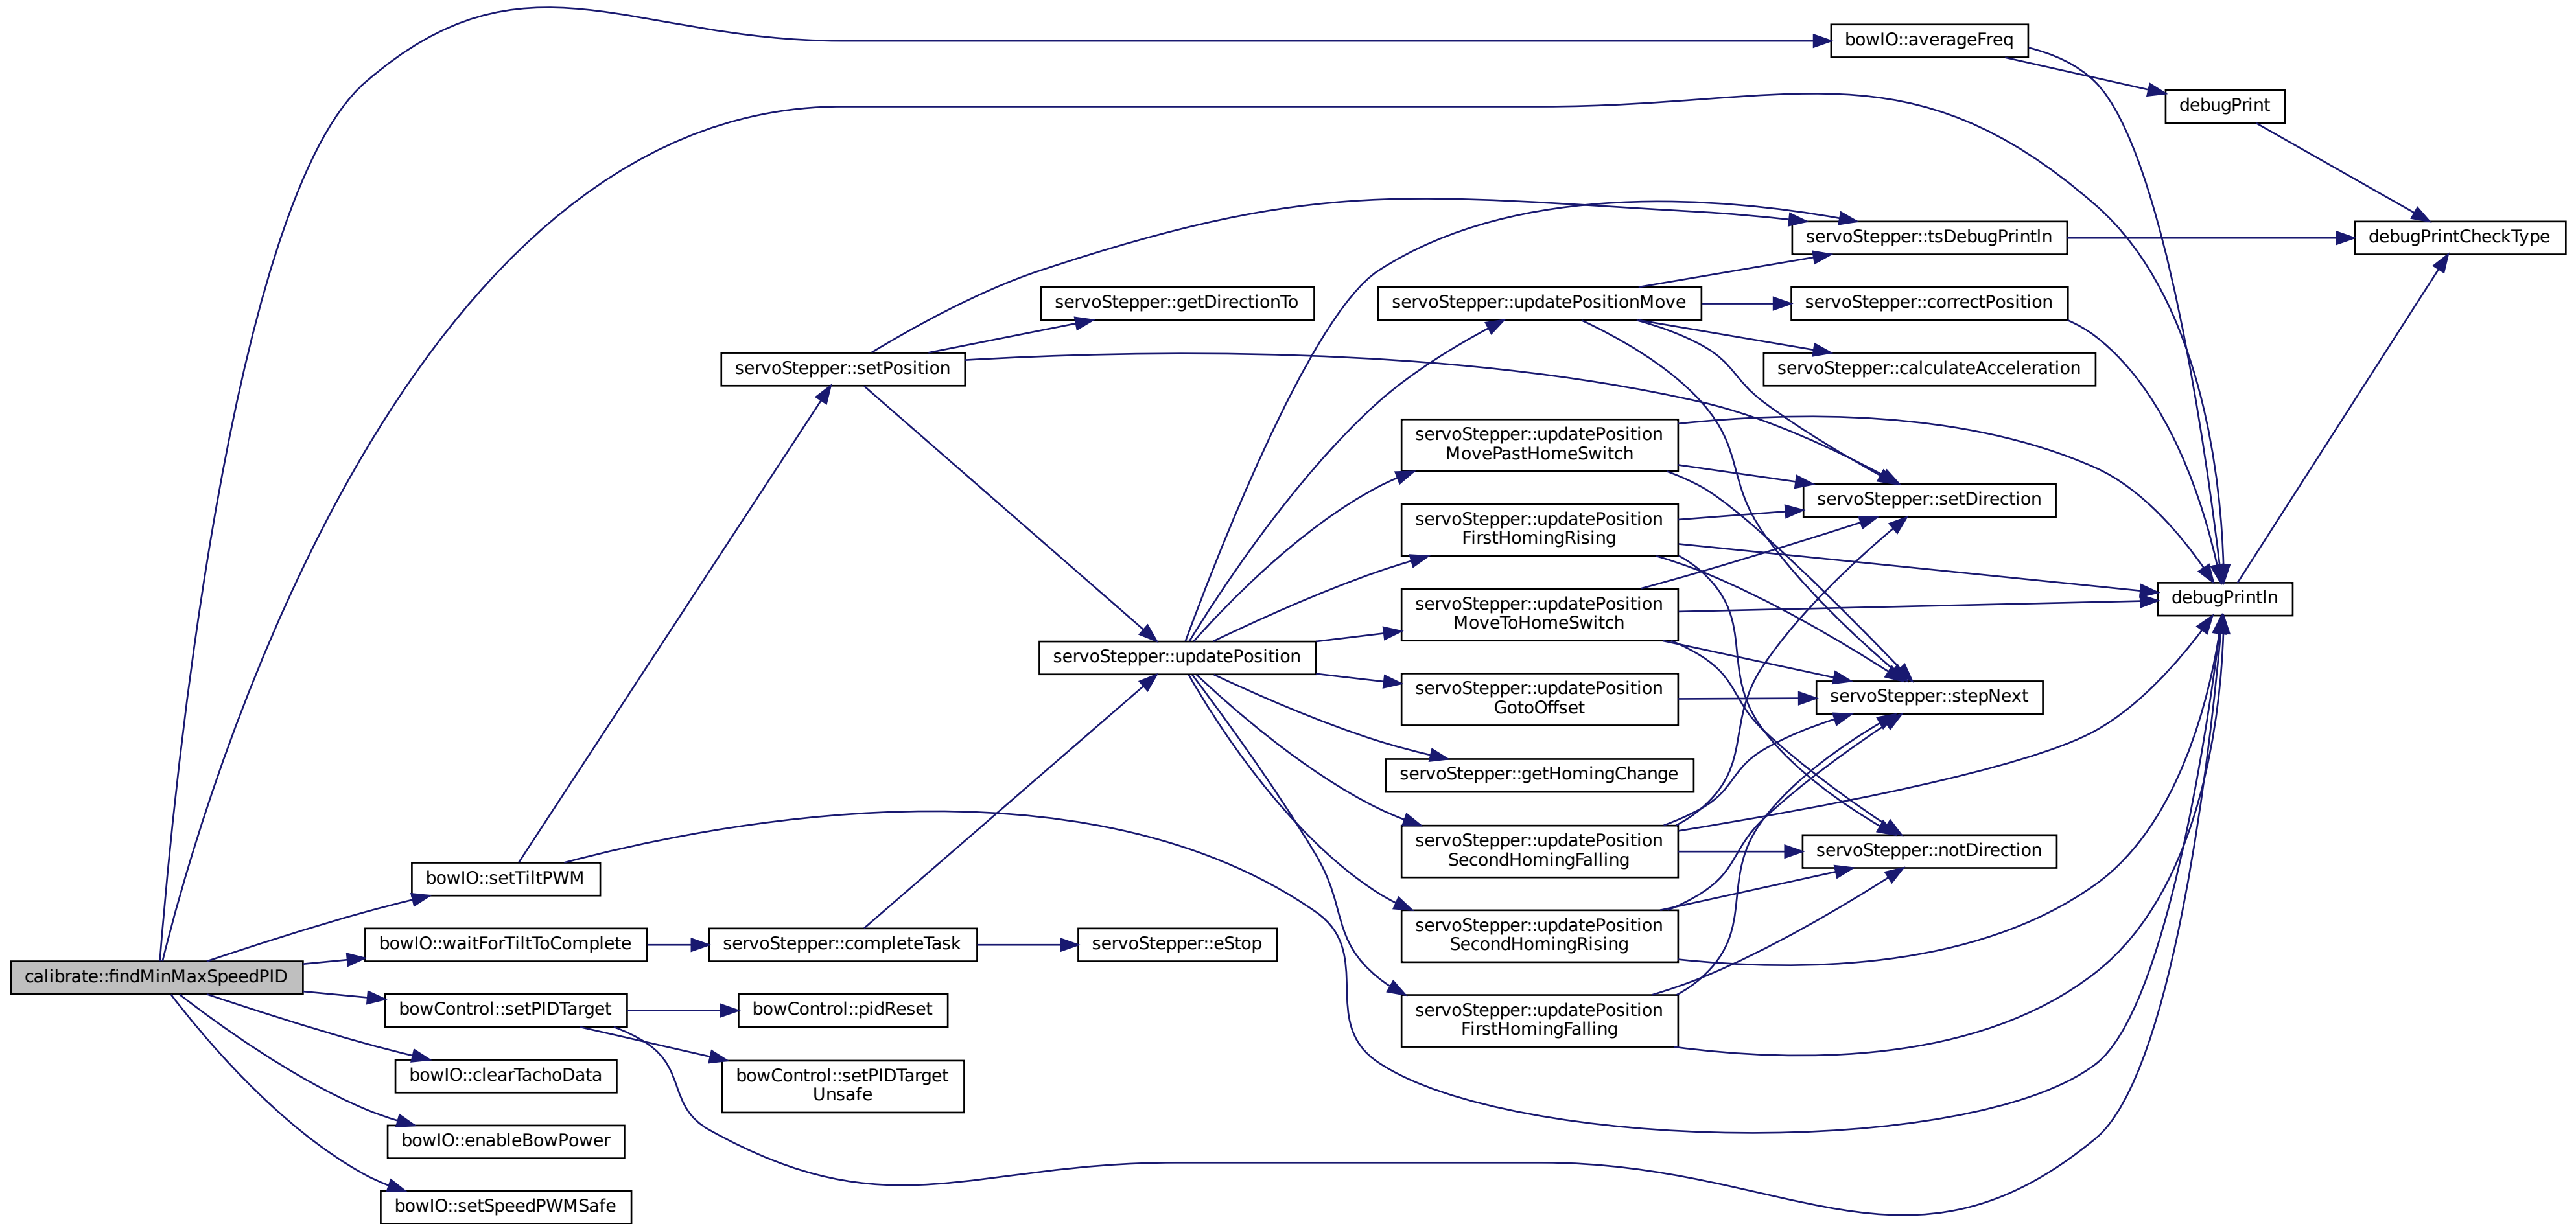 bowIO::averageFreq
debugPrint
servoStepper::tsDebugPrintln
debugPrintCheckType
servoStepper::getDirectionTo
servoStepper::updatePositionMove
servoStepper::correctPosition
servoStepper::setPosition
servoStepper::calculateAcceleration
servoStepper::updatePosition
MovePastHomeSwitch
servoStepper::setDirection
servoStepper::updatePosition
FirstHomingRising
debugPrintln
servoStepper::updatePosition
MoveToHomeSwitch
servoStepper::updatePosition
servoStepper::updatePosition
GotoOffset
servoStepper::stepNext
servoStepper::getHomingChange
servoStepper::updatePosition
SecondHomingFalling
servoStepper::notDirection
bowIO::setTiltPWM
servoStepper::updatePosition
SecondHomingRising
bowIO::waitForTiltToComplete
servoStepper::completeTask
servoStepper::eStop
calibrate::findMinMaxSpeedPID
bowControl::setPIDTarget
bowControl::pidReset
servoStepper::updatePosition
FirstHomingFalling
bowIO::clearTachoData
bowControl::setPIDTarget
Unsafe
bowIO::enableBowPower
bowIO::setSpeedPWMSafe